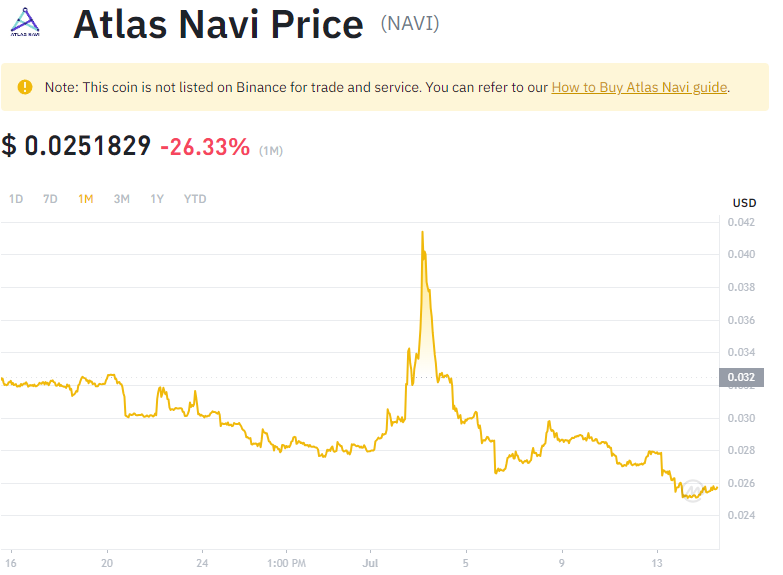 ATLAS NAVI
Atlas Navi Price (NAVI)
Note: This coin is not listed on Binance for trade and service. You can refer to our How to Buy Atlas Navi guide.
$ 0.0251829 -26.33% (1M)
1D 7D 1M 3M 1Y YTD
USD
0.042
0.040
0.038
0.036
0.034
0.032
0.030
0.028
0.026
0.024
16 20 24 1:00 PM Jul 5 9 13